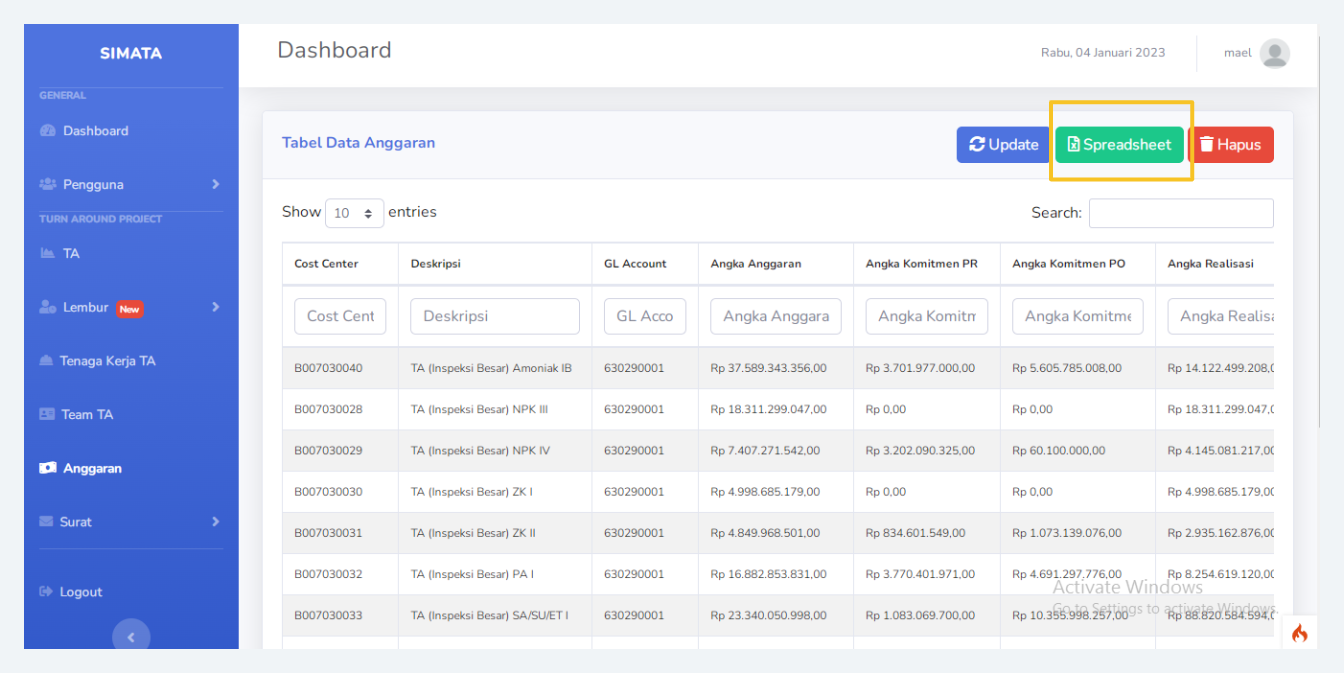 SIMATA
GENERAL
Dashboard
Pengguna
TURN AROUND PROJECT
TA
Lembur New
Tenaga Kerja TA
Team TA
Anggaran
Surat
Logout
Dashboard
Rabu, 04 Januari 2023 mael
Tabel Data Anggaran
Update Spreadsheet Hapus
Show 10 entries
Search:
Cost Center Deskripsi GL Account Angka Anggaran Angka Komitmen PR Angka Komitmen PO Angka Realisasi
Cost Cent Deskripsi GL Acco Angka Anggara Angka Komitm Angka Komitme Angka Realisa
B007030040 TA (Inspeksi Besar) Amoniak IB 630290001 Rp 37.589.343.356,00 Rp 3.701.977.000,00 Rp 5.605.785.008,00 Rp 14.122.499.208,0
B007030028 TA (Inspeksi Besar) NPK III 630290001 Rp 18.311.299.047,00 Rp 0,00 Rp 0,00 Rp 18.311.299.047,0
B007030029 TA (Inspeksi Besar) NPK IV 630290001 Rp 7.407.271.542,00 Rp 3.202.090.325,00 Rp 60.100.000,00 Rp 4.145.081.217,00
B007030030 TA (Inspeksi Besar) ZK I 630290001 Rp 4.998.685.179,00 Rp 0,00 Rp 0,00 Rp 4.998.685.179,00
B007030031 TA (Inspeksi Besar) ZK II 630290001 Rp 4.849.968.501,00 Rp 834.601.549,00 Rp 1.073.139.076,00 Rp 2.935.162.876,00
B007030032 TA (Inspeksi Besar) PA I 630290001 Rp 16.882.853.831,00 Rp 3.770.401.971,00 Rp 4.691.297.776,00 Rp 8.254.619.120,00
B007030033 TA (Inspeksi Besar) SA/SU/ET I 630290001 Rp 23.340.050.998,00 Rp 1.083.069.700,00 Rp 10.355.998.257,00 Rp 88.820.584.594,0
Activate Windows
Go to Settings to activate Windows.